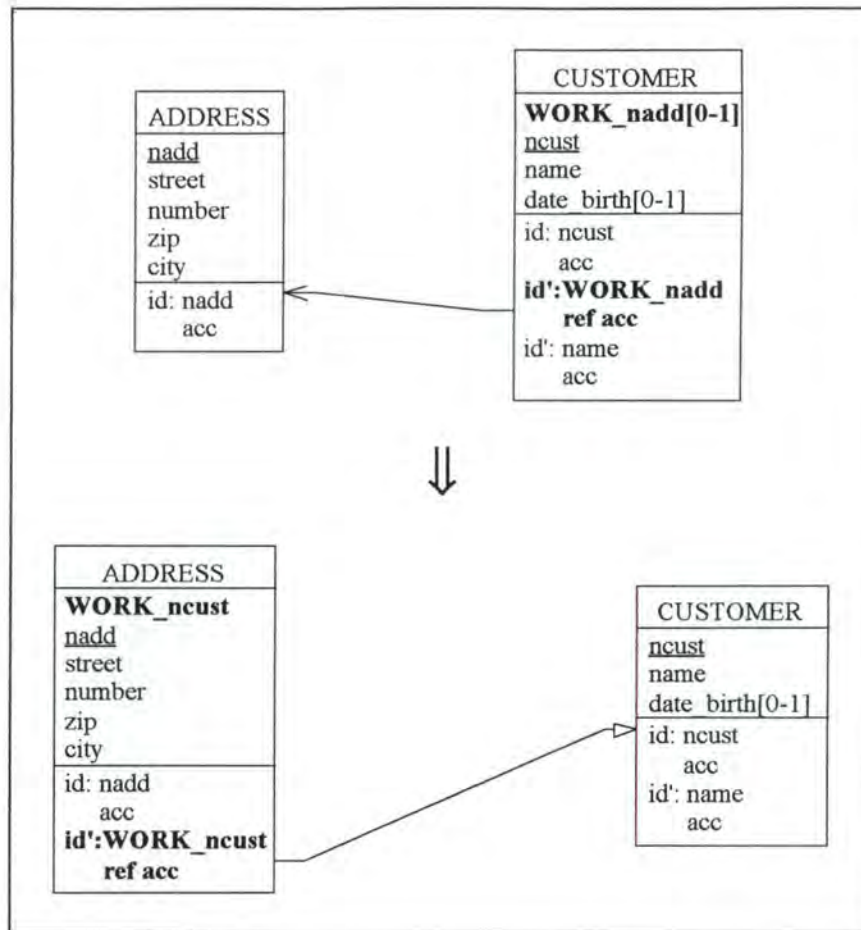 ADDRESS
nadd
street
number
zip
city
id: nadd
acc
CUSTOMER
WORK_nadd[0-1]
ncust
name
date_birth[0-1]
id: ncust
acc
id':WORK_nadd
ref acc
id': name
acc
⇓
ADDRESS
WORK_ncust
nadd
street
number
zip
city
id: nadd
acc
id':WORK_ncust
ref acc
CUSTOMER
ncust
name
date_birth[0-1]
id: ncust
acc
id': name
acc